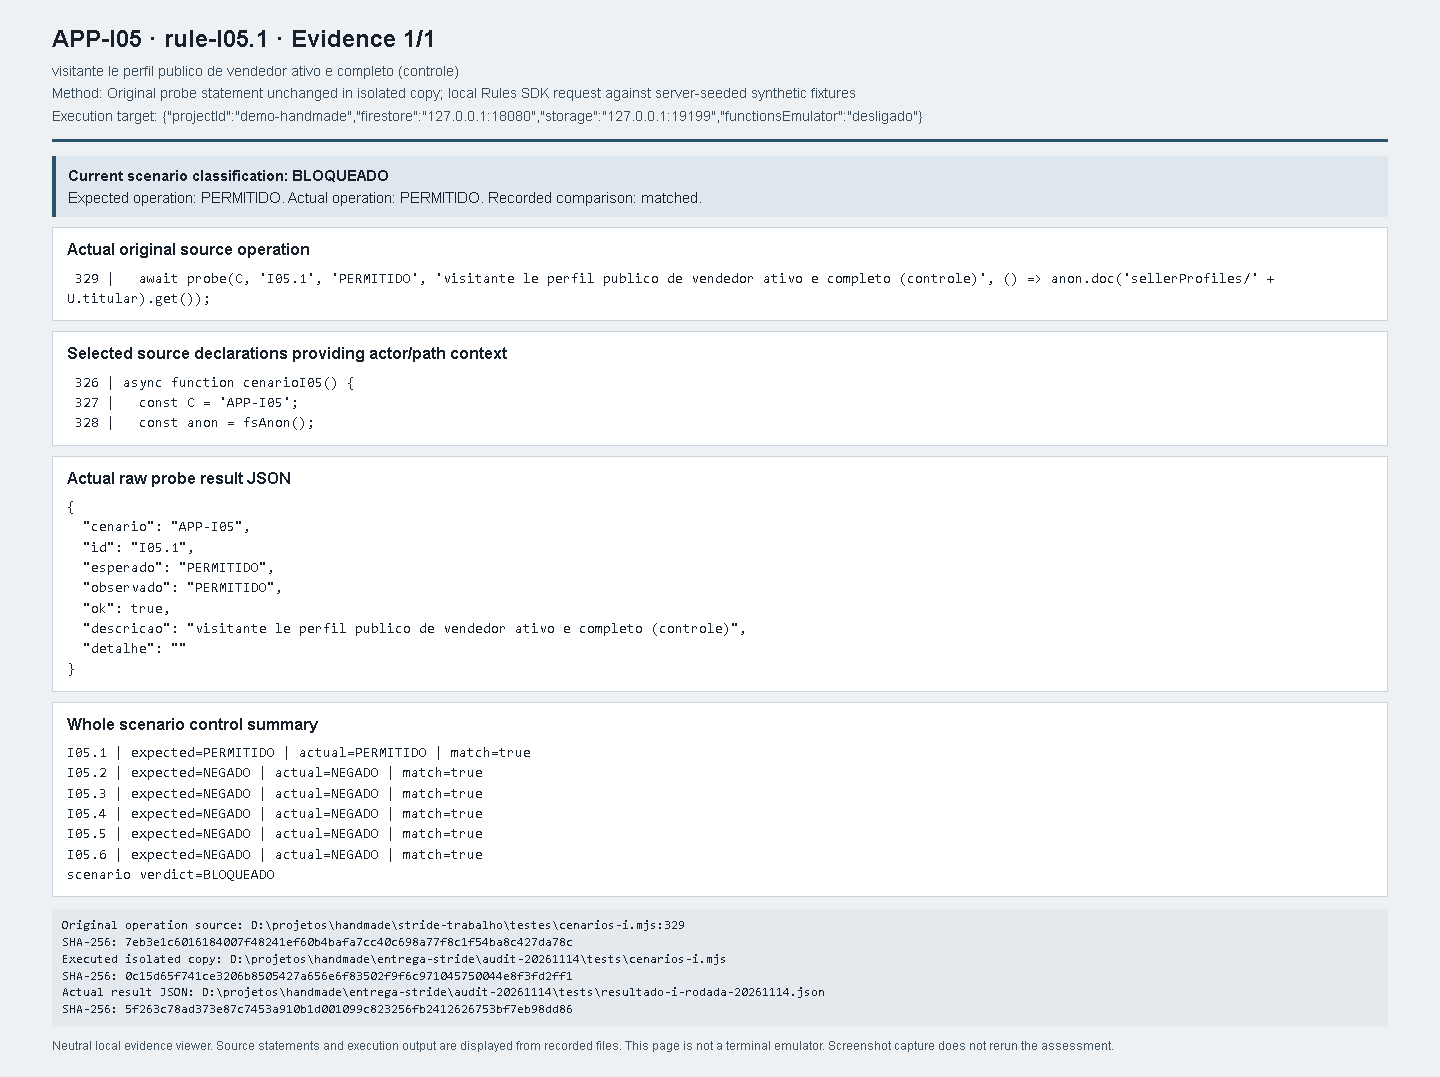 APP-I05 · rule-I05.1 · Evidence 1/1
visitante le perfil publico de vendedor ativo e completo (controle)
Method: Original probe statement unchanged in isolated copy; local Rules SDK request against server-seeded synthetic fixtures
Execution target: {"projectId":"demo-handmade","firestore":"127.0.0.1:18080","storage":"127.0.0.1:19199","functionsEmulator":"desligado"}
Current scenario classification: BLOQUEADO
Expected operation: PERMITIDO. Actual operation: PERMITIDO. Recorded comparison: matched.
Actual original source operation
329 |   await probe(C, 'I05.1', 'PERMITIDO', 'visitante le perfil publico de vendedor ativo e completo (controle)', () => anon.doc('sellerProfiles/' +
U.titular).get());
Selected source declarations providing actor/path context
326 | async function cenarioI05() {
327 |   const C = 'APP-I05';
328 |   const anon = fsAnon();
Actual raw probe result JSON
{
  "cenario": "APP-I05",
  "id": "I05.1",
  "esperado": "PERMITIDO",
  "observado": "PERMITIDO",
  "ok": true,
  "descricao": "visitante le perfil publico de vendedor ativo e completo (controle)",
  "detalhe": ""
}
Whole scenario control summary
I05.1 | expected=PERMITIDO | actual=PERMITIDO | match=true
I05.2 | expected=NEGADO | actual=NEGADO | match=true
I05.3 | expected=NEGADO | actual=NEGADO | match=true
I05.4 | expected=NEGADO | actual=NEGADO | match=true
I05.5 | expected=NEGADO | actual=NEGADO | match=true
I05.6 | expected=NEGADO | actual=NEGADO | match=true
scenario verdict=BLOQUEADO
Original operation source: D:\projetos\handmade\stride-trabalho\testes\cenarios-i.mjs:329
SHA-256: 7eb3e1c6016184007f48241ef60b4bafa7cc40c698a77f8c1f54ba8c427da78c
Executed isolated copy: D:\projetos\handmade\entrega-stride\audit-20261114\tests\cenarios-i.mjs
SHA-256: 0c15d65f741ce3206b8505427a656e6f83502f9f6c971045750044e8f3fd2ff1
Actual result JSON: D:\projetos\handmade\entrega-stride\audit-20261114\tests\resultado-i-rodada-20261114.json
SHA-256: 5f263c78ad373e87c7453a910b1d001099c823256fb2412626753bf7eb98dd86
Neutral local evidence viewer. Source statements and execution output are displayed from recorded files. This page is not a terminal emulator. Screenshot capture does not rerun the assessment.